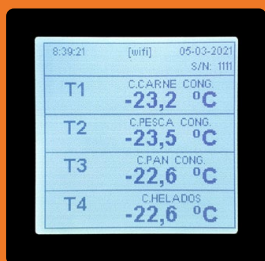 8:39:21 [wifi] 05-03-2021
S/N: 1111
T1 C.CARNE CONG.
-23,2 ºC
T2 C.PESCA CONG.
-23,5 ºC
T3 C.PAN CONG.
-22,6 ºC
T4 C.HELADOS
-22,6 ºC